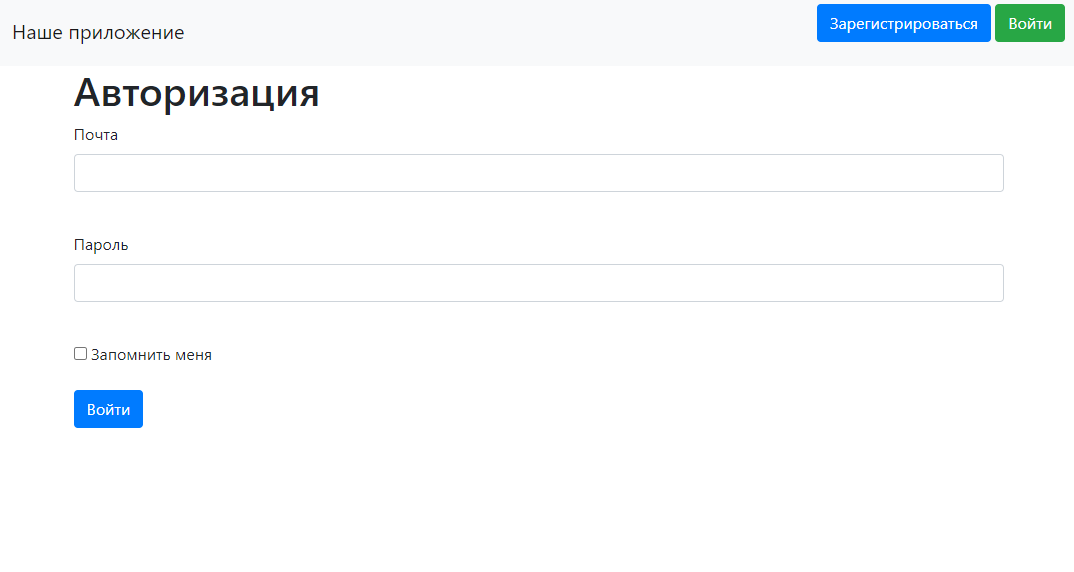 Наше приложение
Зарегистрироваться Войти
Авторизация
Почта
Пароль
Запомнить меня
Войти